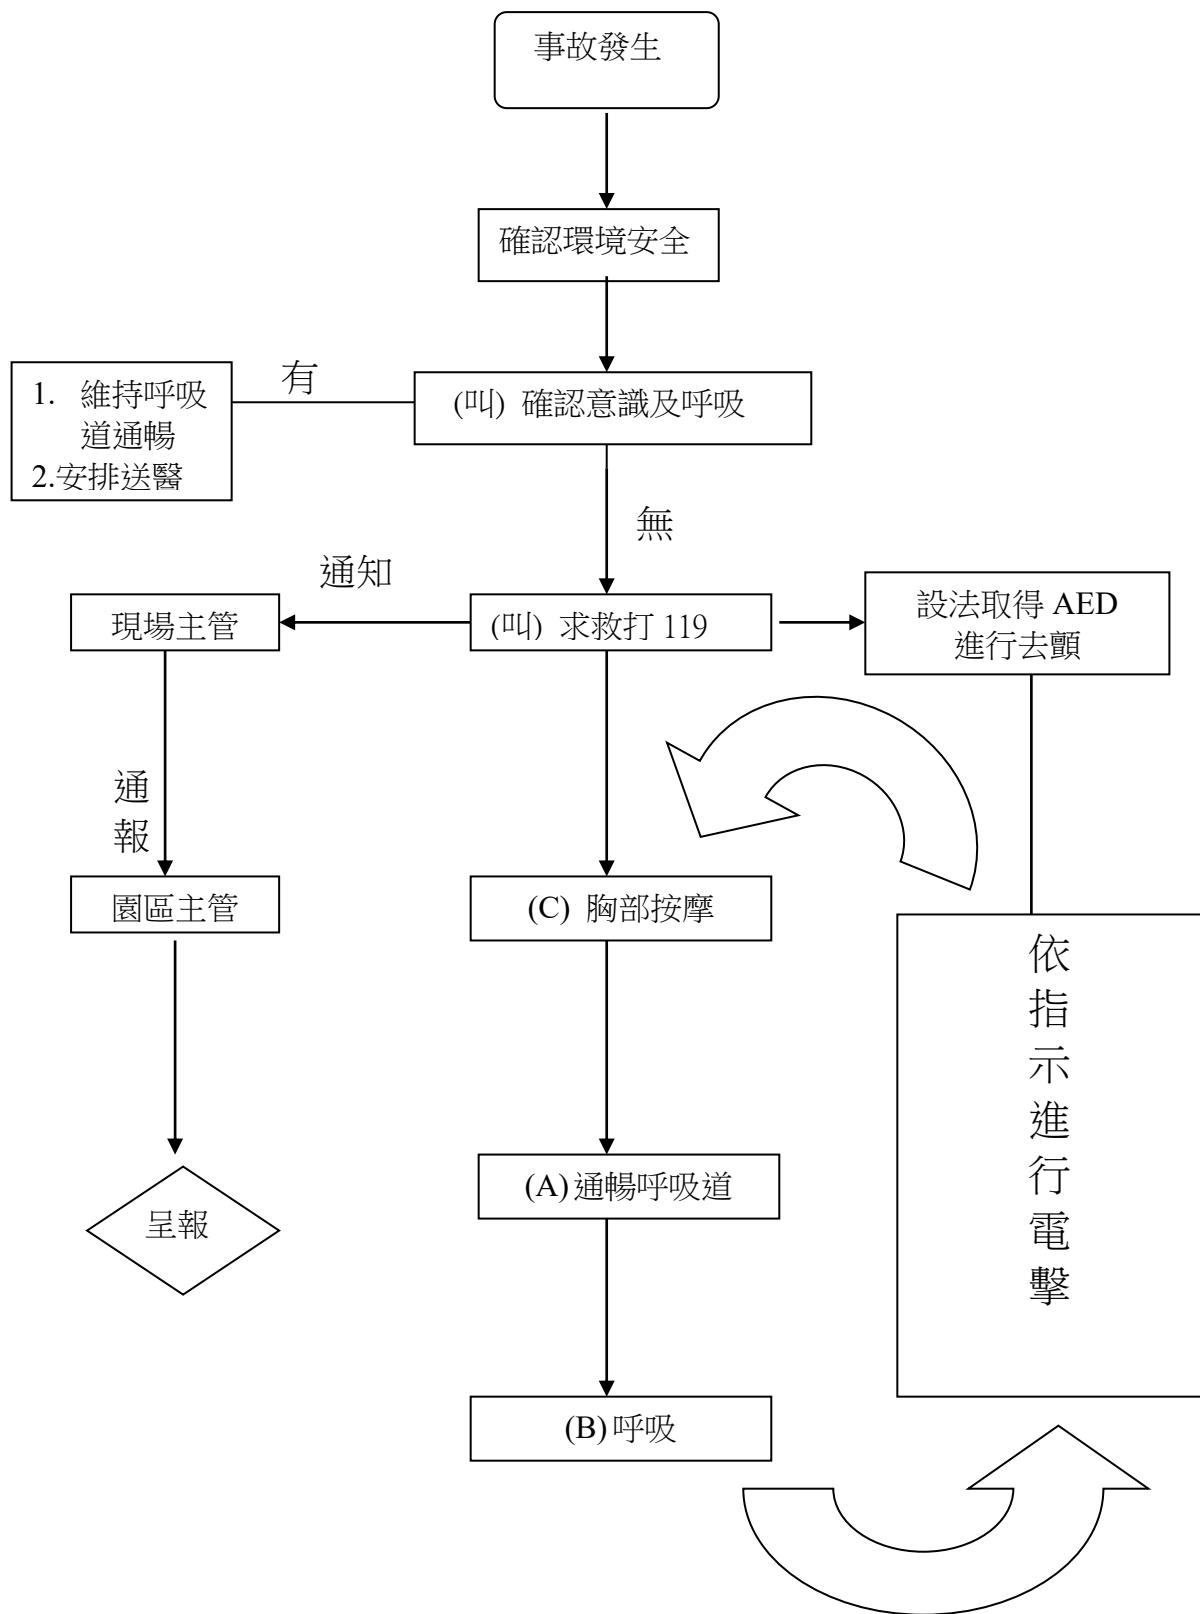 事故發生
確認環境安全
有
(叫) 確認意識及呼吸
1. 維持呼吸
道通暢
2.安排送醫
無
通知
現場主管
(叫) 求救打 119
設法取得 AED
進行去顫
通
報
園區主管
(C) 胸部按摩
依
指
示
進
行
電
擊
(A)通暢呼吸道
呈報
(B)呼吸